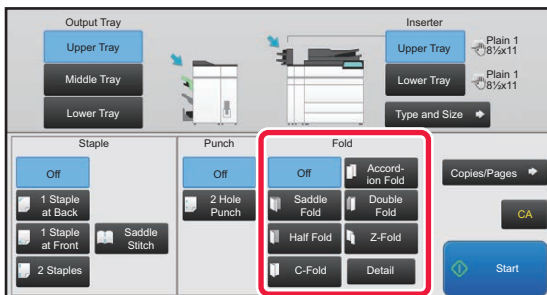 Output Tray
Inserter
Upper Tray
Upper Tray
Plain 1
8½x11
Middle Tray
Lower Tray
Plain 1
8½x11
Lower Tray
Type and Size
Staple
Punch
Fold
Off
Off
Off
Accord-
ion Fold
Copies/Pages
1 Staple
at Back
2 Hole
Punch
Saddle
Fold
Double
Fold
CA
1 Staple
at Front
Saddle
Stitch
Half Fold
Z-Fold
2 Staples
C-Fold
Detail
Start